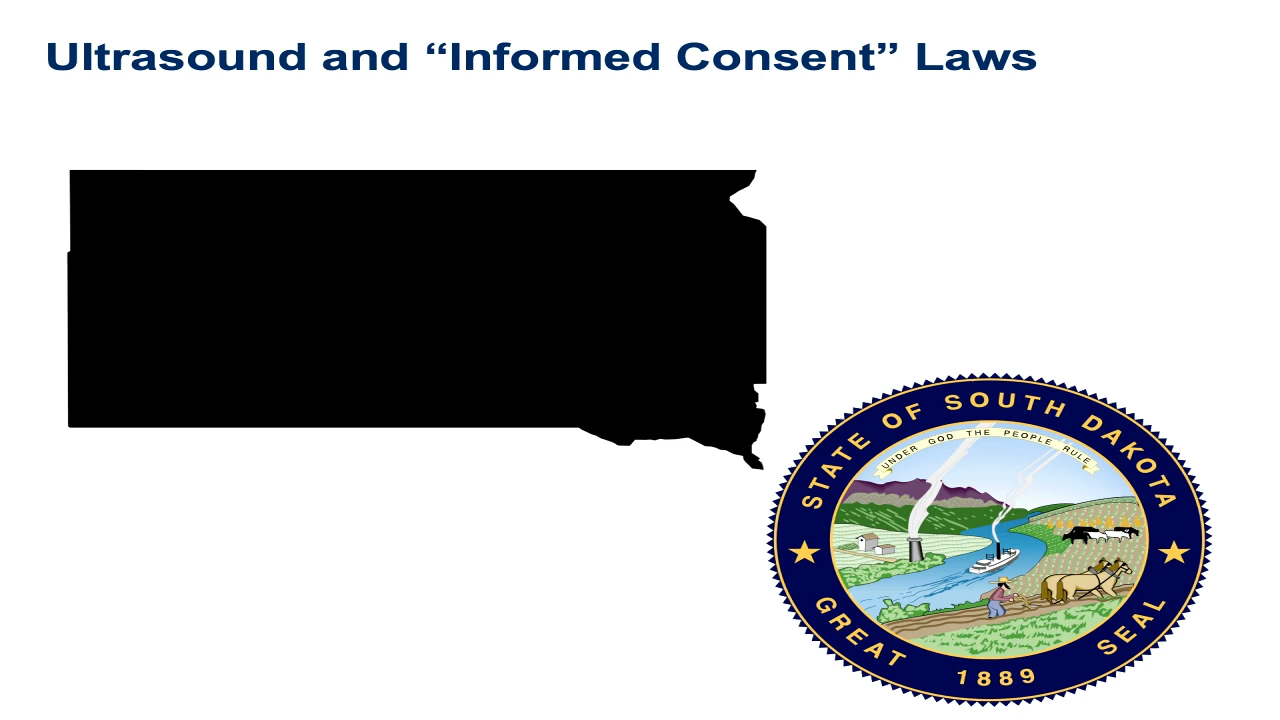 Ultrasound and “Informed Consent” Laws
STATE OF SOUTH DAKOTA
UNDER GOD THE PEOPLE RULE
GREAT 1889 SEAL